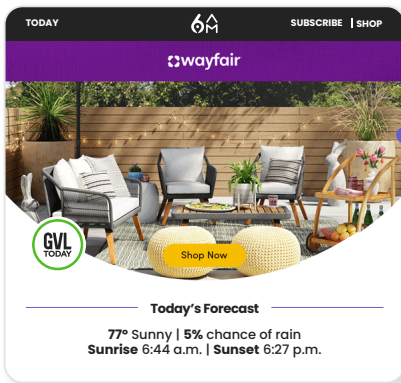 TODAY
6AM
SUBSCRIBE | SHOP
wayfair
GVL
TODAY
Shop Now
Today's Forecast
77° Sunny | 5% chance of rain
Sunrise 6:44 a.m. | Sunset 6:27 p.m.